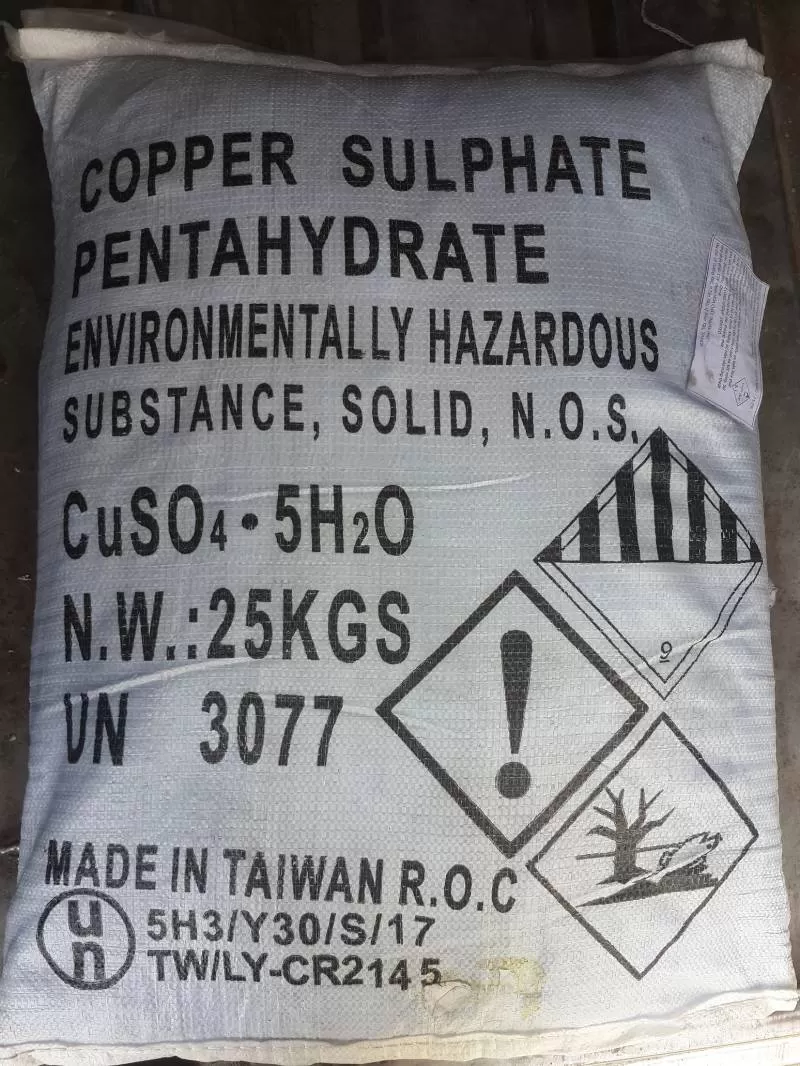 COPPER SULPHATE
PENTAHYDRATE
ENVIRONMENTALLY HAZARDOUS
SUBSTANCE, SOLID, N.O.S.
CuSO4·5H2O
N.W.:25KGS
UN 3077
9
MADE IN TAIWAN R.O.C
un
5H3/Y30/S/17
TW/LY-CR2145